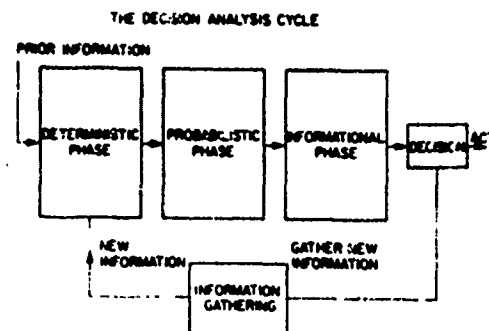 THE DECISION ANALYSIS CYCLE
PRIOR INFORMATION
DETERMINISTIC
PHASE
PROBABILISTIC
PHASE
INFORMATIONAL
PHASE
DECISION
ACT
NEW
INFORMATION
GATHER NEW
INFORMATION
INFORMATION
GATHERING